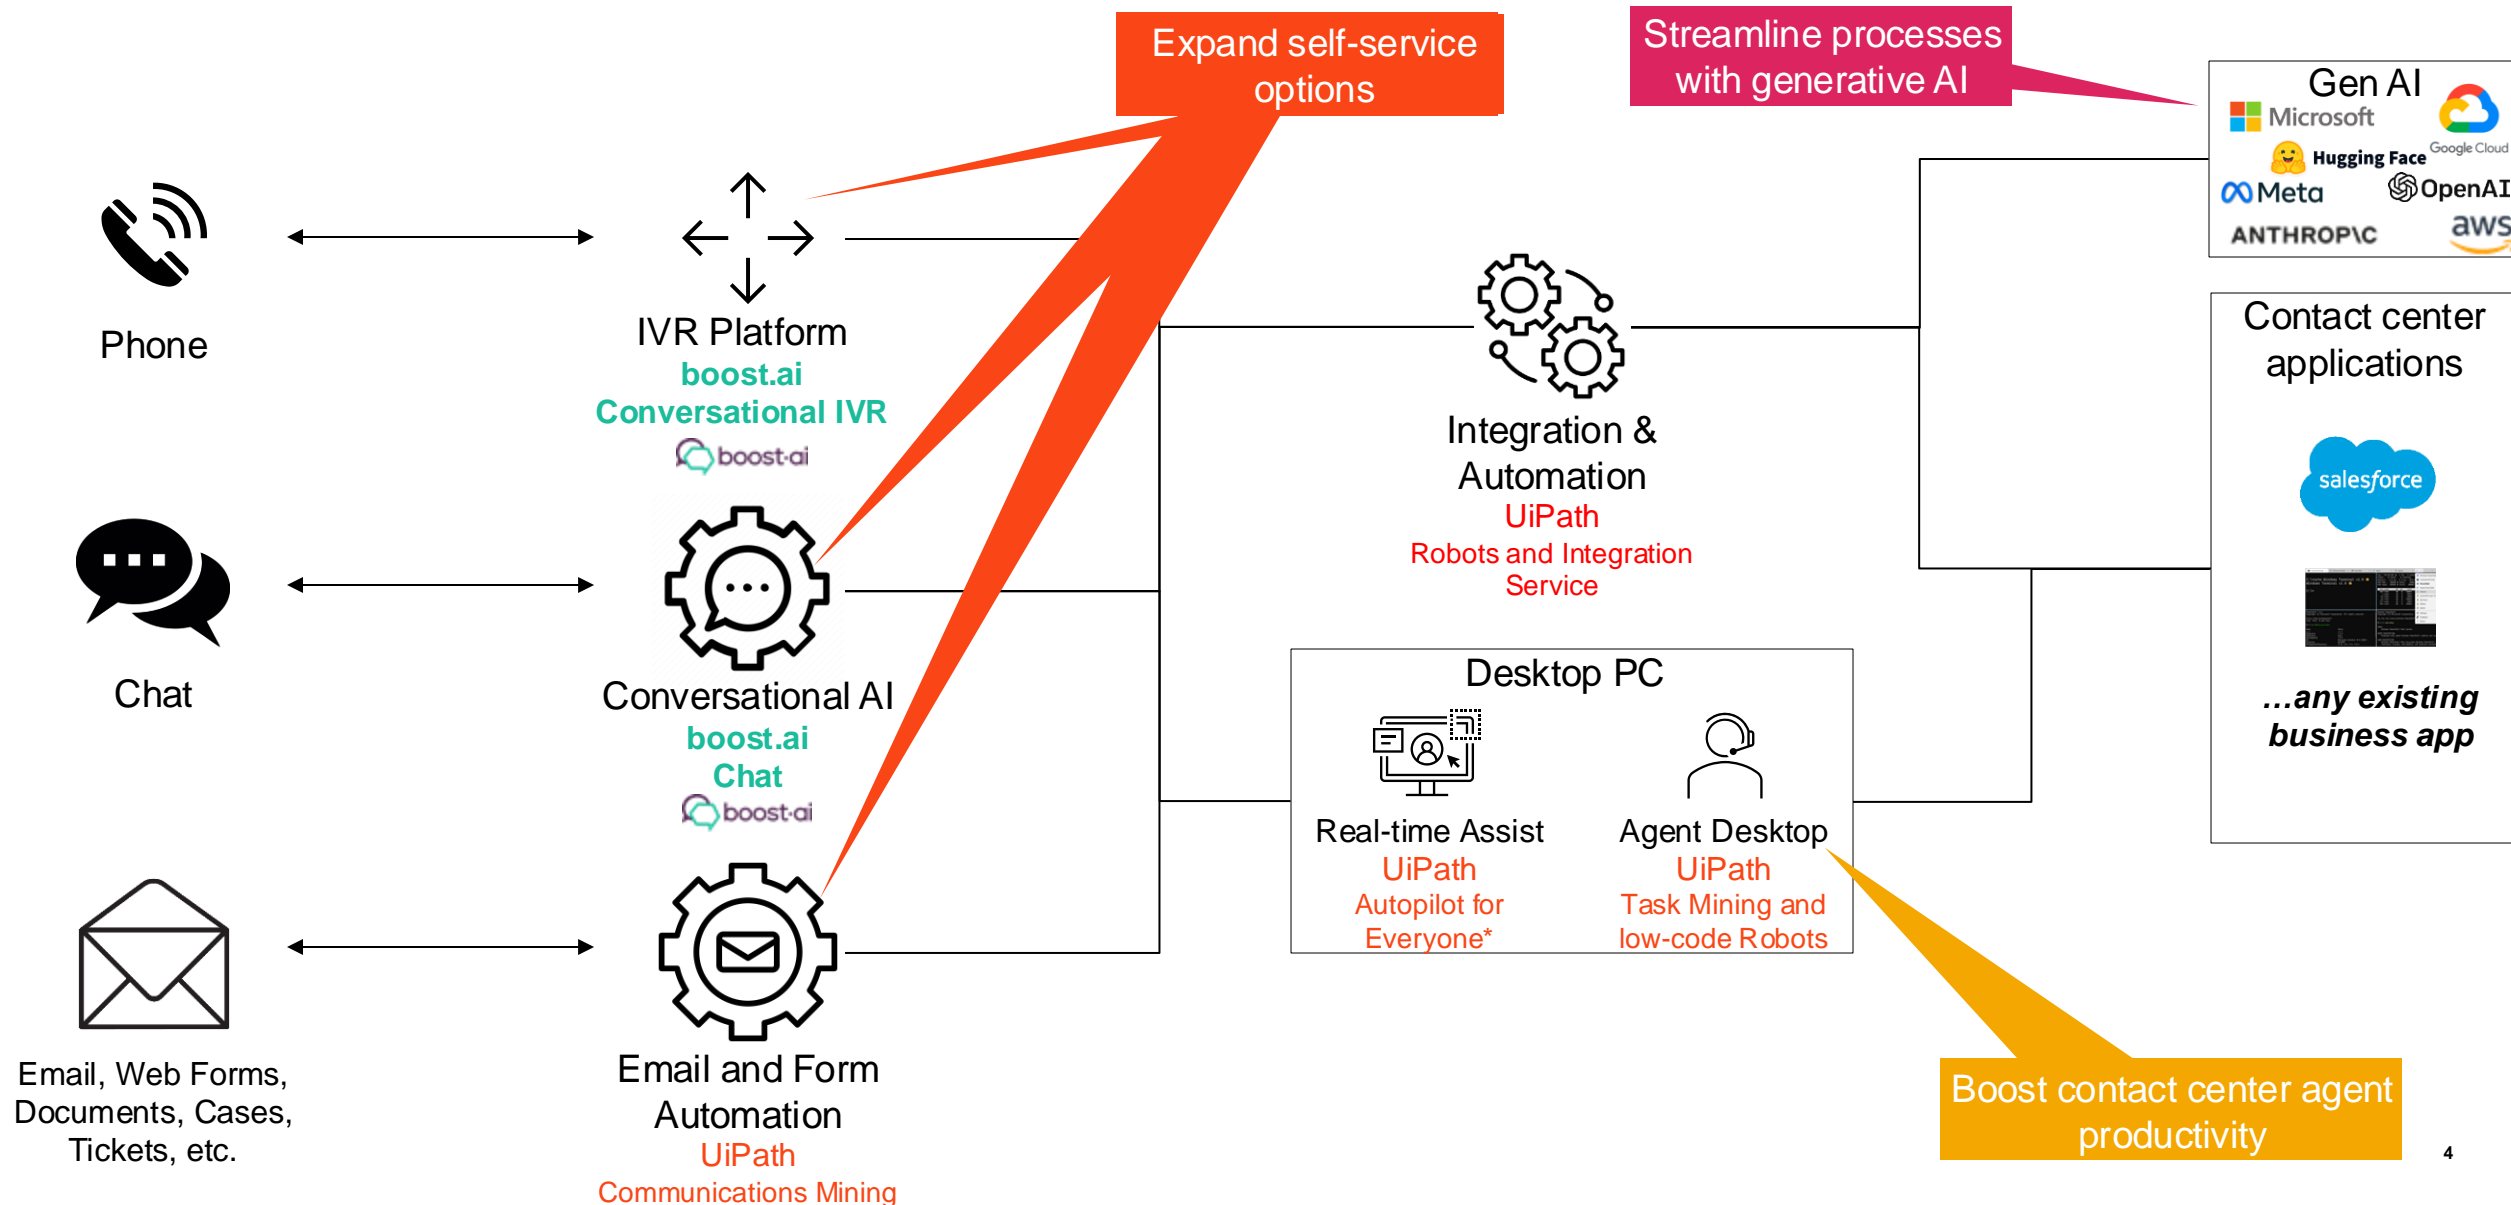 Expand self-service
options
Streamline processes
with generative AI
Gen AI
Microsoft
Google Cloud
Hugging Face
Meta
OpenAI
ANTHROP\C
aws
Phone
IVR Platform
boost.ai
Conversational IVR
boost.ai
Integration &
Automation
UiPath
Robots and Integration
Service
Contact center
applications
salesforce
…any existing
business app
Chat
Conversational AI
boost.ai
Chat
boost.ai
Desktop PC
Real-time Assist
UiPath
Autopilot for
Everyone*
Agent Desktop
UiPath
Task Mining and
low-code Robots
Email, Web Forms,
Documents, Cases,
Tickets, etc.
Email and Form
Automation
UiPath
Communications Mining
Boost contact center agent
productivity
4